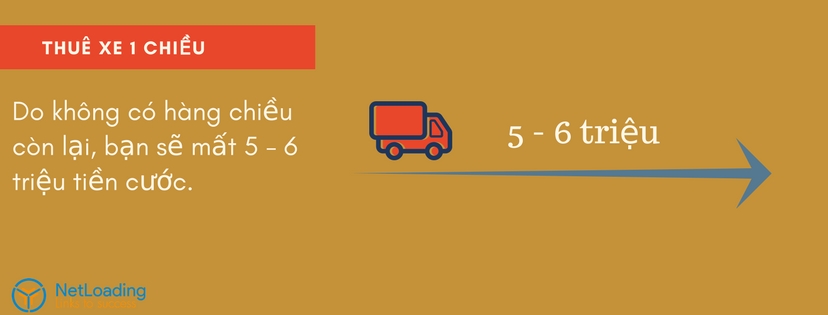 THUÊ XE 1 CHIỀU
Do không có hàng chiều
còn lại, bạn sẽ mất 5 - 6
triệu tiền cước.
5 - 6 triệu
NetLoading